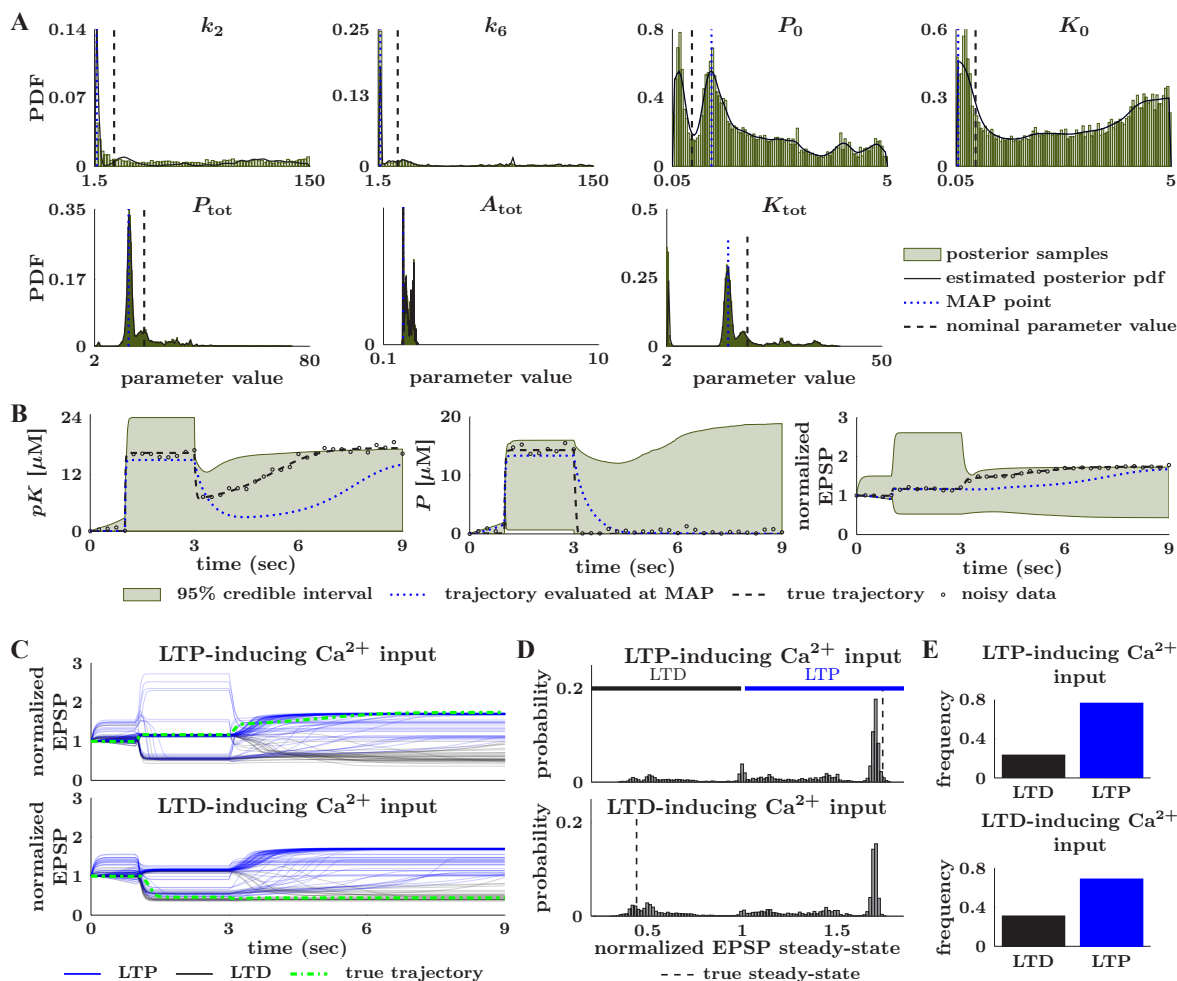 A
k₂
k₆
P₀
K₀
PDF
0.14
0.07
0
1.5
150
0.25
0.13
0
1.5
150
0.8
0.4
0
0.05
5
0.6
0.3
0
0.05
5
P_tot
A_tot
K_tot
PDF
0.35
0.17
0
2
80
parameter value
0.1
10
parameter value
0.5
0.25
0
2
50
parameter value
posterior samples
estimated posterior pdf
MAP point
nominal parameter value
B
pK [μM]
24
12
0
0
3
6
9
time (sec)
P [μM]
20
10
0
0
3
6
9
time (sec)
normalized
EPSP
3
2
1
0
0
3
6
9
time (sec)
95% credible interval
trajectory evaluated at MAP
true trajectory
noisy data
C
LTP-inducing Ca²⁺ input
normalized
EPSP
3
2
1
0
LTD-inducing Ca²⁺ input
normalized
EPSP
3
2
1
0
0
3
6
9
time (sec)
LTP
LTD
true trajectory
D
LTP-inducing Ca²⁺ input
LTD
LTP
probability
0.2
0
LTD-inducing Ca²⁺ input
probability
0.2
0
0.5
1
1.5
normalized EPSP steady-state
true steady-state
E
LTP-inducing Ca²⁺
input
frequency
0.8
0.4
0
LTD
LTP
LTD-inducing Ca²⁺
input
frequency
0.8
0.4
0
LTD
LTP